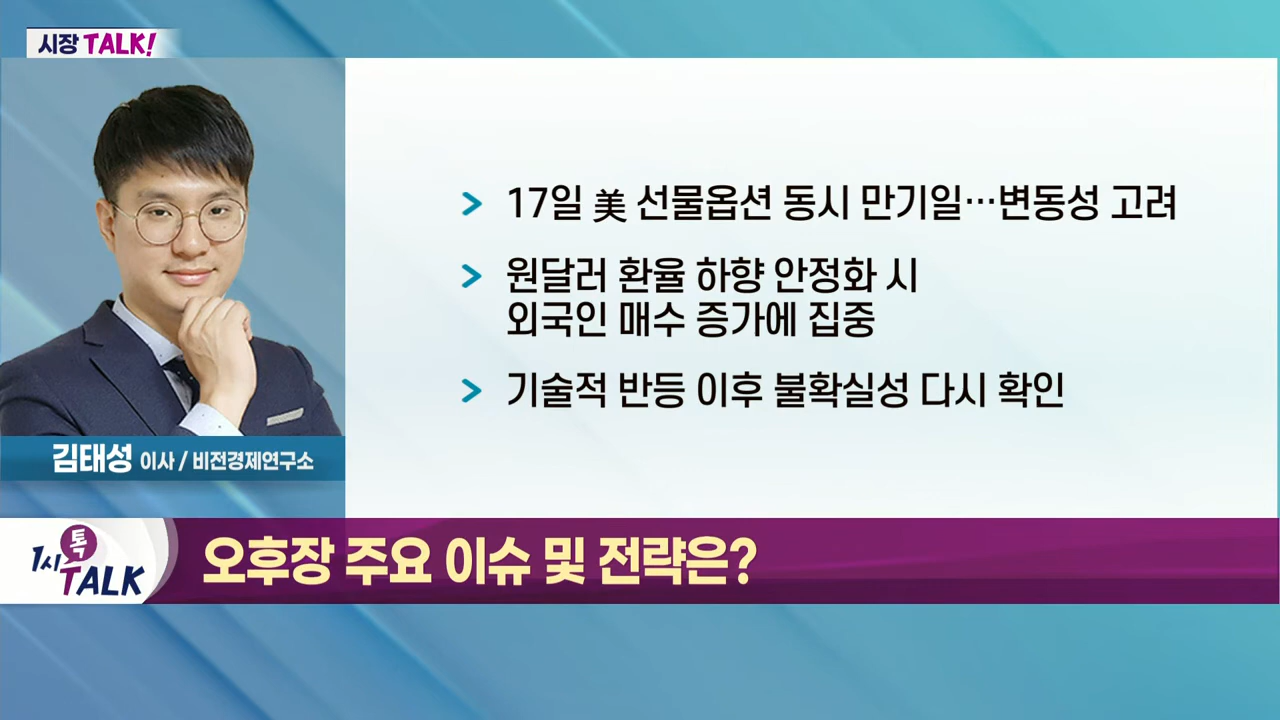 시장 TALK!
> 17일 美 선물옵션 동시 만기일…변동성 고려
> 원달러 환율 하향 안정화 시
외국인 매수 증가에 집중
> 기술적 반등 이후 불확실성 다시 확인
김태성 이사 / 비전경제연구소
1시 톡 TALK
오후장 주요 이슈 및 전략은?